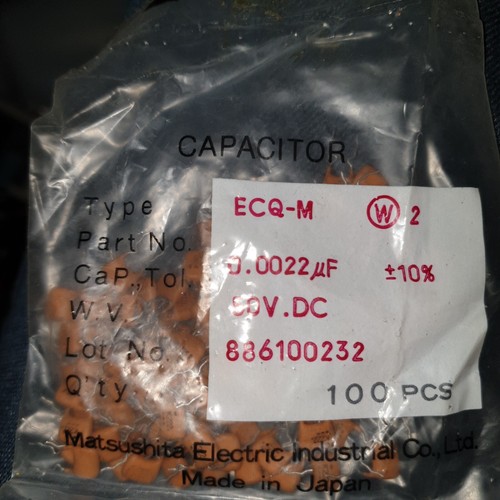 CAPACITOR
Type ECQ-M W 2
Part No.
CaP., Tol. 0.0022μF ±10%
W.V. 50V.DC
Lot No. 886100232
Q'ty 100 PCS
Matsushita Electric Industrial Co., Ltd.
Made in Japan